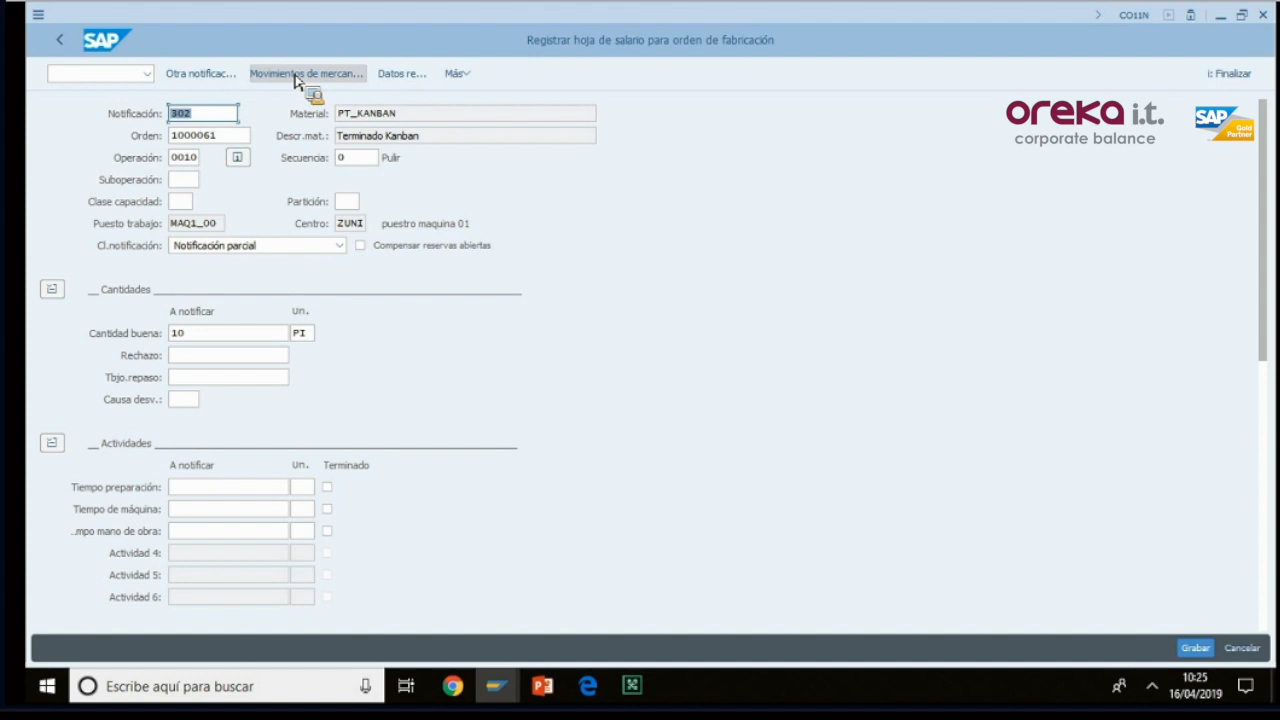 CO11N
SAP Registrar hoja de salario para orden de fabricación
Otra notificac... Movimientos de mercan... Datos re... Más i: Finalizar
Notificación: 302 Material: PT_KANBAN
Orden: 1000061 Descr.mat.: Terminado Kanban
Operación: 0010 Secuencia: 0 Pulir
Suboperación:
Clase capacidad: Partición:
Puesto trabajo: MAQ1_00 Centro: ZUNI puestro maquina 01
Cl.notificación: Notificación parcial Compensar reservas abiertas
oreka i.t.
corporate balance
SAP Gold
Partner
__ Cantidades
A notificar Un.
Cantidad buena: 10 PI
Rechazo:
Tbjo.repaso:
Causa desv.:
__ Actividades
A notificar Un. Terminado
Tiempo preparación:
Tiempo de máquina:
...mpo mano de obra:
Actividad 4:
Actividad 5:
Actividad 6:
Grabar Cancelar
Escribe aquí para buscar
10:25
16/04/2019